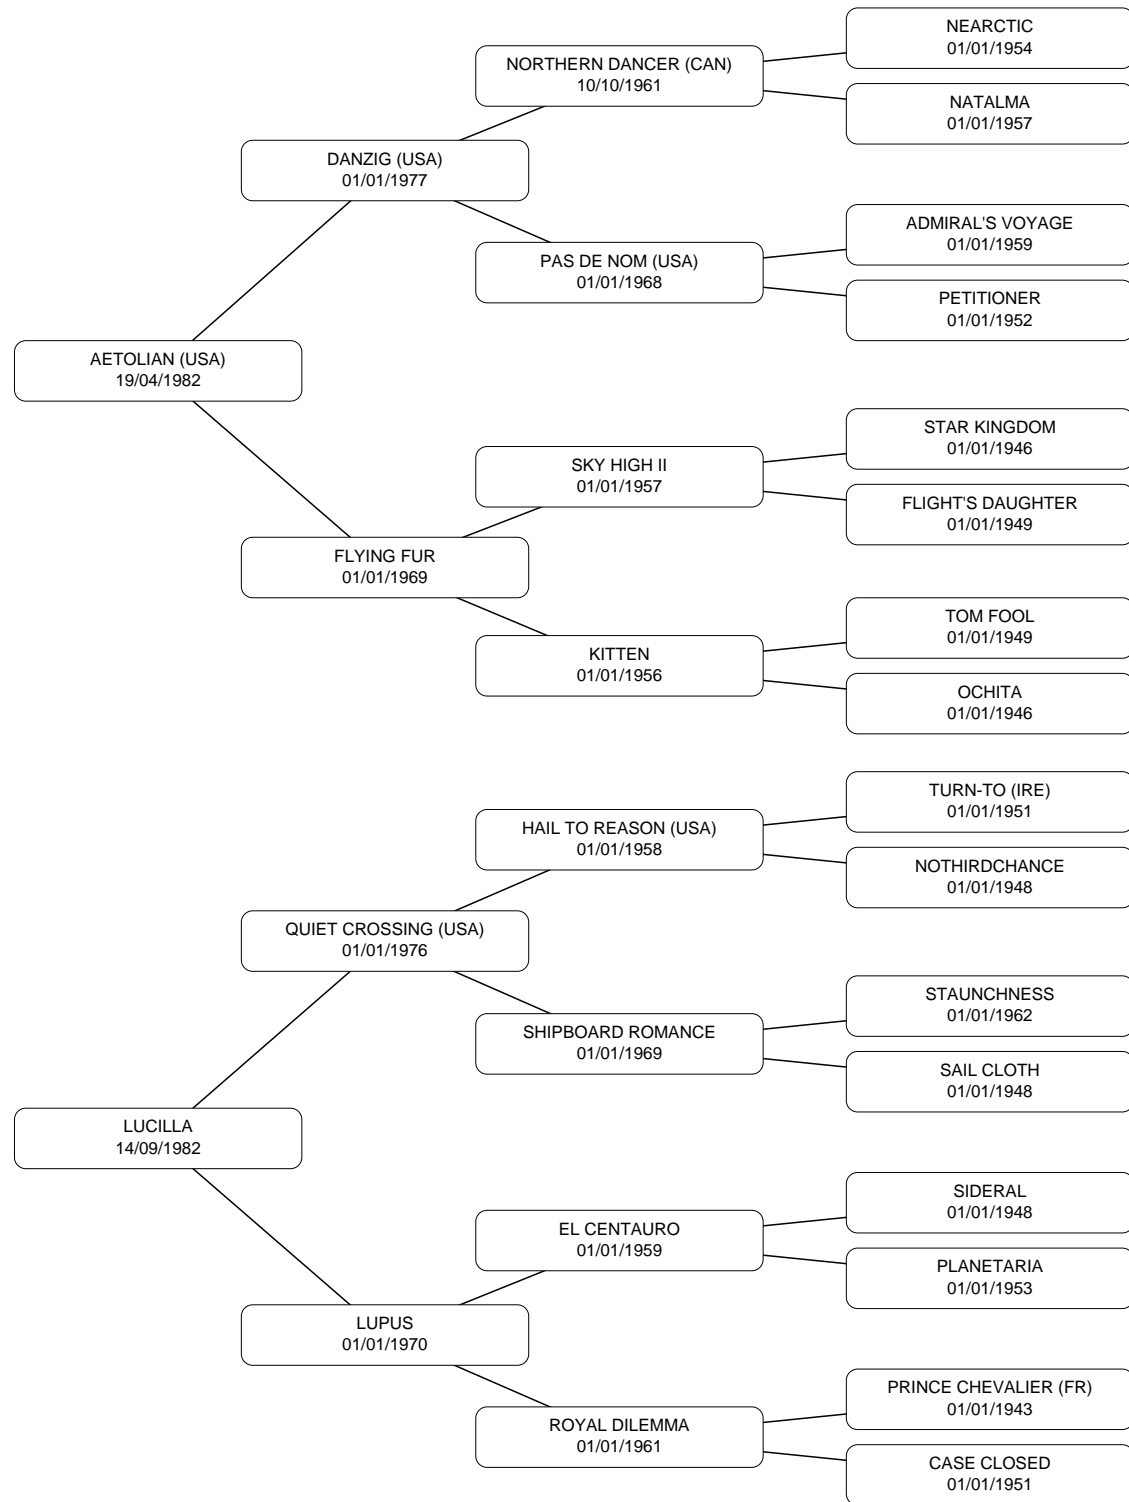 NEARCTIC
01/01/1954
NORTHERN DANCER (CAN)
10/10/1961
NATALMA
01/01/1957
DANZIG (USA)
01/01/1977
ADMIRAL'S VOYAGE
01/01/1959
PAS DE NOM (USA)
01/01/1968
PETITIONER
01/01/1952
AETOLIAN (USA)
19/04/1982
STAR KINGDOM
01/01/1946
SKY HIGH II
01/01/1957
FLIGHT'S DAUGHTER
01/01/1949
FLYING FUR
01/01/1969
TOM FOOL
01/01/1949
KITTEN
01/01/1956
OCHITA
01/01/1946
TURN-TO (IRE)
01/01/1951
HAIL TO REASON (USA)
01/01/1958
NOTHIRDCHANCE
01/01/1948
QUIET CROSSING (USA)
01/01/1976
STAUNCHNESS
01/01/1962
SHIPBOARD ROMANCE
01/01/1969
SAIL CLOTH
01/01/1948
LUCILLA
14/09/1982
SIDERAL
01/01/1948
EL CENTAURO
01/01/1959
PLANETARIA
01/01/1953
LUPUS
01/01/1970
PRINCE CHEVALIER (FR)
01/01/1943
ROYAL DILEMMA
01/01/1961
CASE CLOSED
01/01/1951